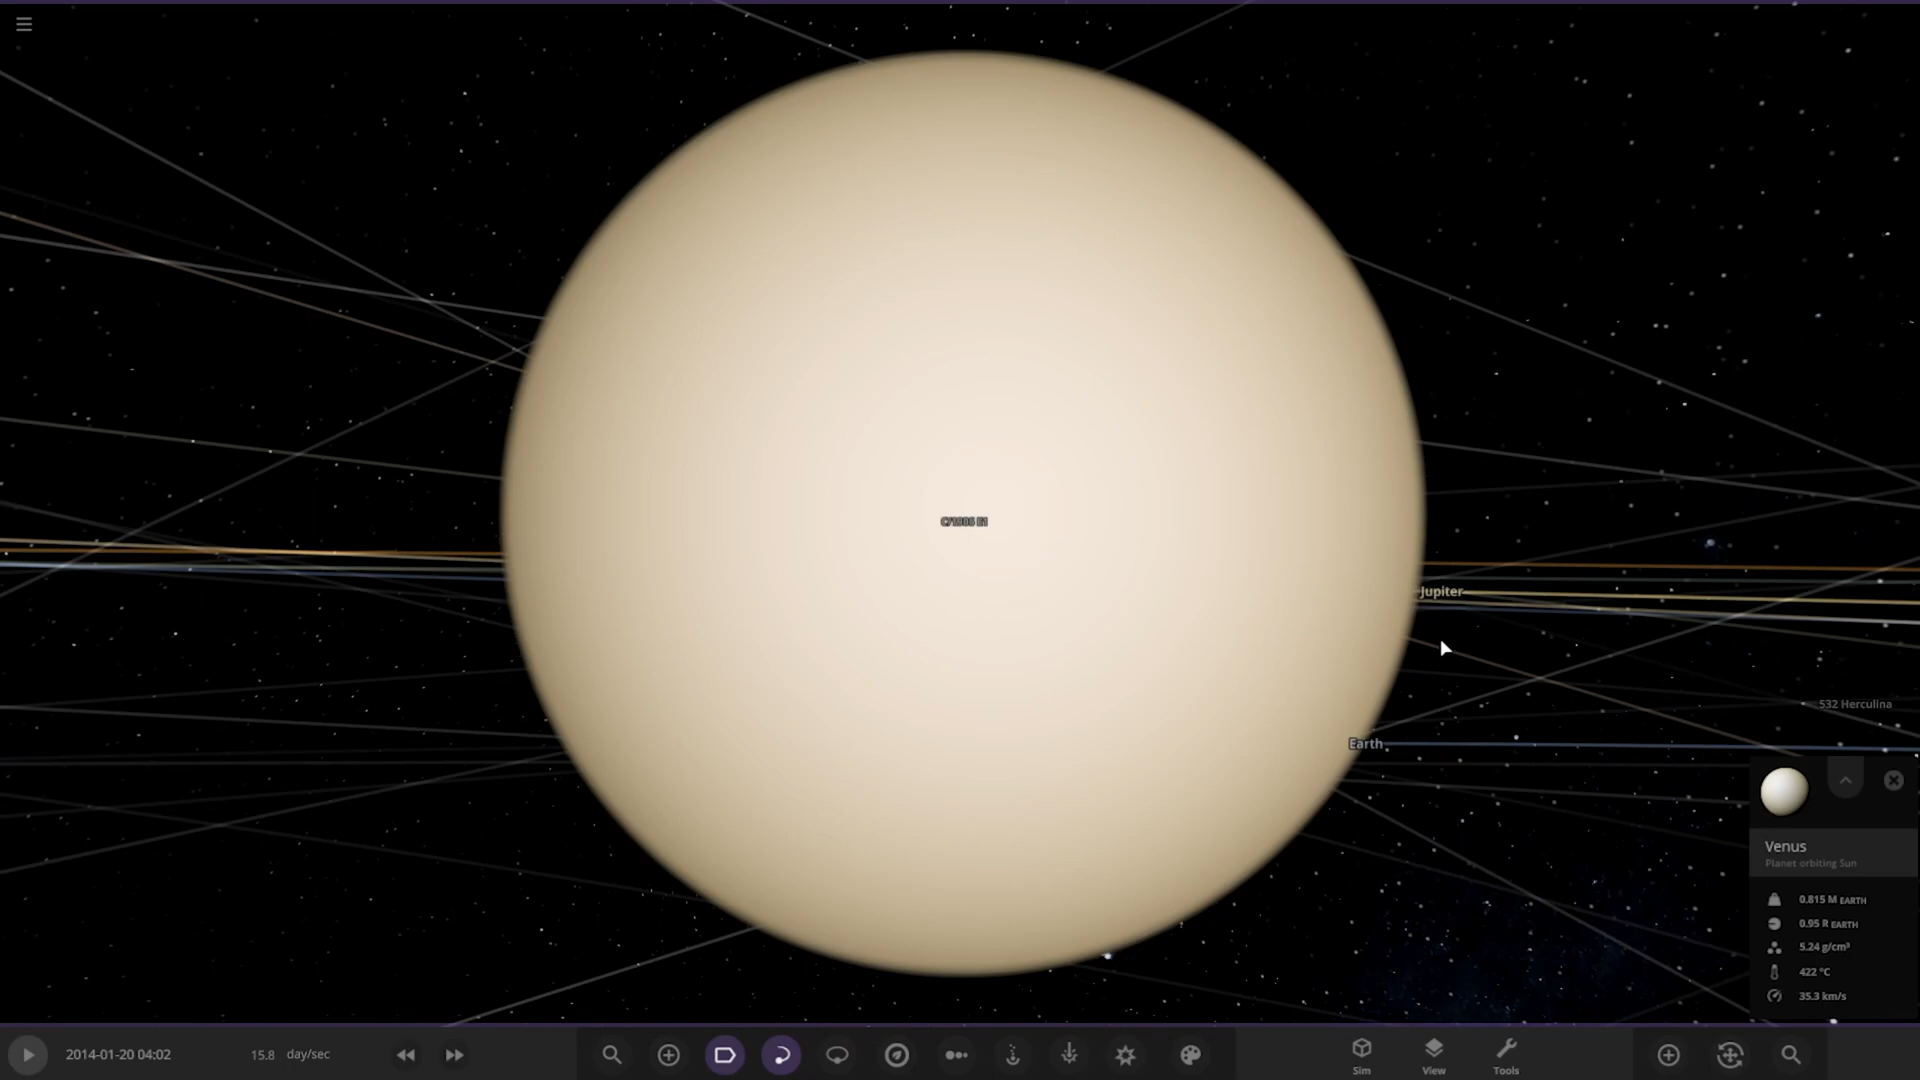 Jupiter
532 Herculina
Earth
Venus
Planet orbiting Sun
0.815 M EARTH
0.95 R EARTH
5.24 g/cm³
422 °C
35.3 km/s
2014-01-20 04:02
15.8 day/sec
Sim
View
Tools